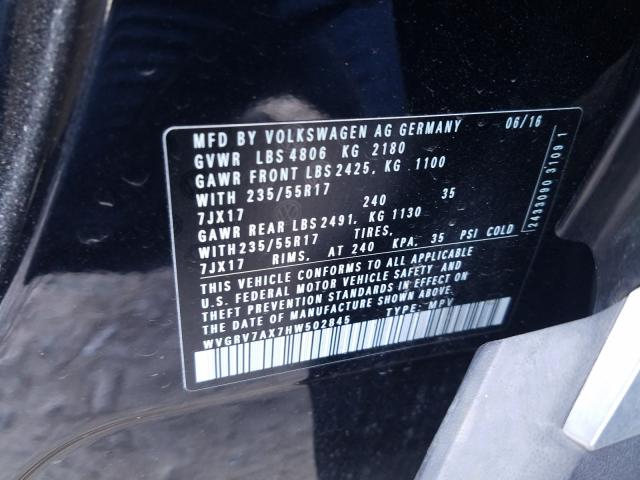 MFD BY VOLKSWAGEN AG GERMANY 06/16
GVWR LBS 4806 KG 2180
GAWR FRONT LBS 2425, KG 1100
WITH 235/55R17
7JX17 240 35
GAWR REAR LBS 2491, KG 1130
WITH 235/55R17 TIRES,
7JX17 RIMS, AT 240 KPA, 35 PSI COLD
THIS VEHICLE CONFORMS TO ALL APPLICABLE
U.S. FEDERAL MOTOR VEHICLE SAFETY AND
THEFT PREVENTION STANDARDS IN EFFECT ON
THE DATE OF MANUFACTURE SHOWN ABOVE.
WVGRV7AX7HW502845 TYPE: MPV
2433090 3109 1